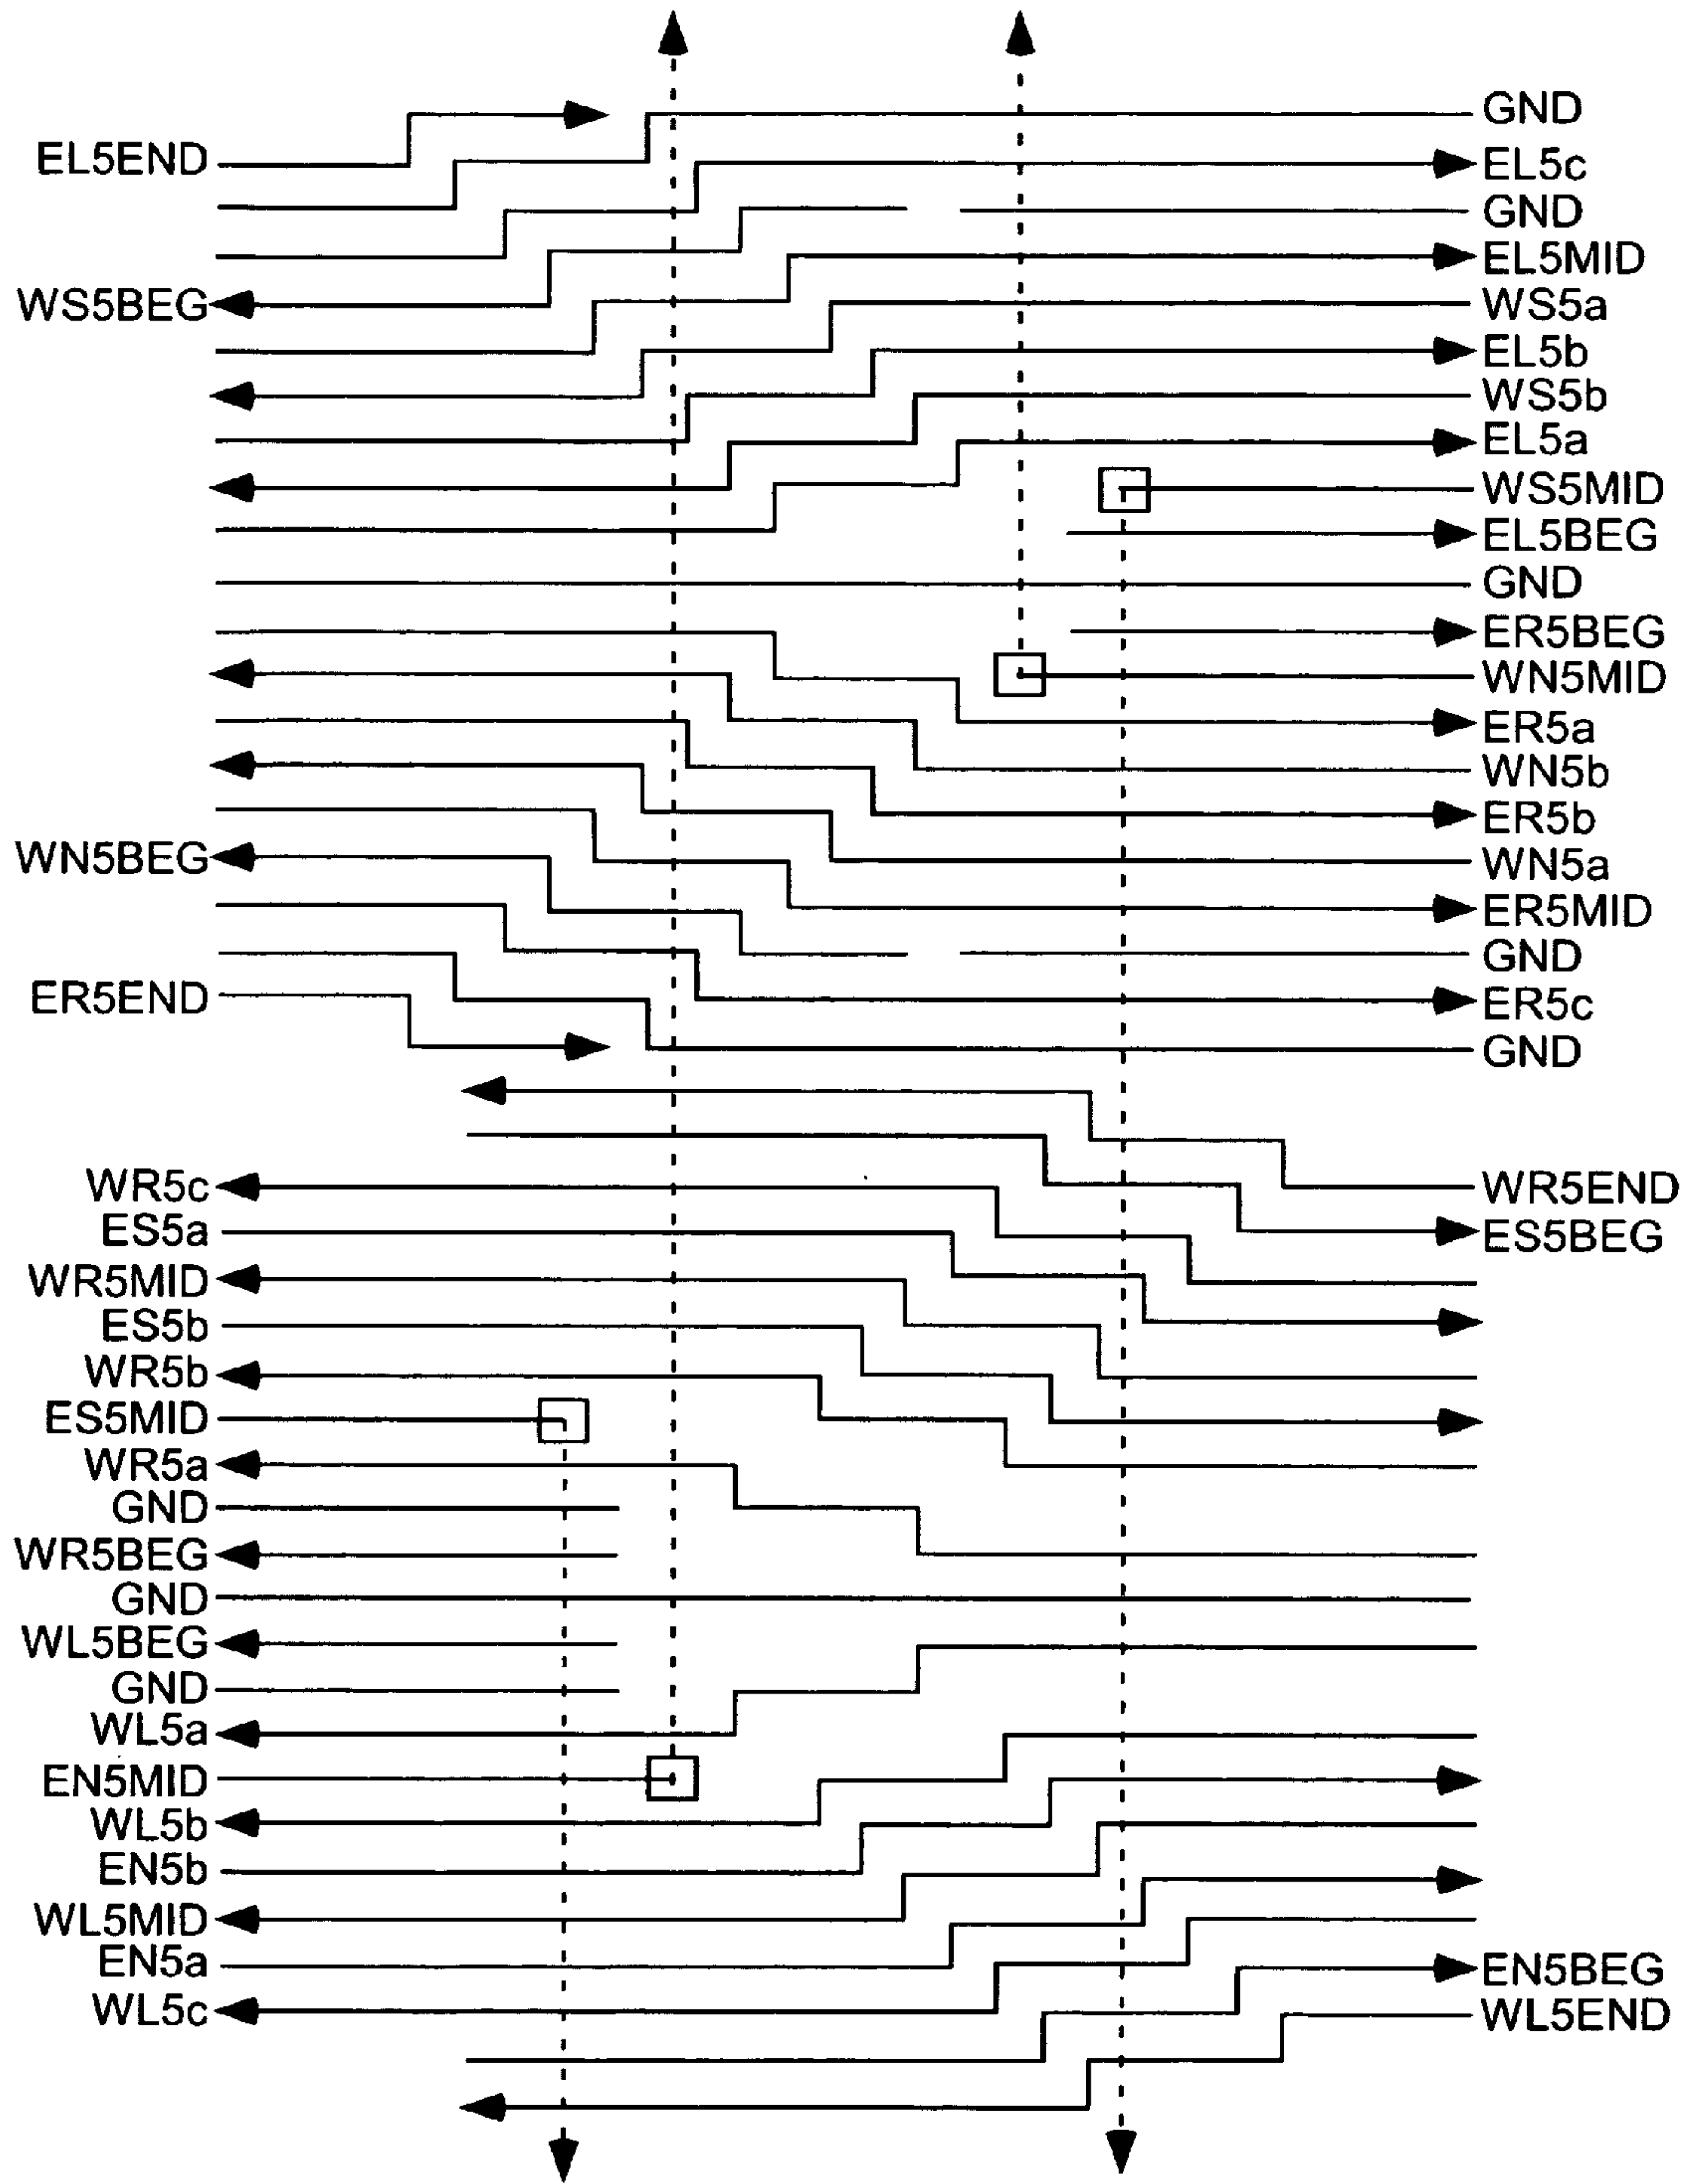 GND
EL5END
EL5c
GND
EL5MID
WS5BEG
WS5a
EL5b
WS5b
EL5a
WS5MID
EL5BEG
GND
ER5BEG
WN5MID
ER5a
WN5b
ER5b
WN5BEG
WN5a
ER5MID
GND
ER5END
ER5c
GND
WR5c
WR5END
ES5a
ES5BEG
WR5MID
ES5b
WR5b
ES5MID
WR5a
GND
WR5BEG
GND
WL5BEG
GND
WL5a
EN5MID
WL5b
EN5b
WL5MID
EN5a
EN5BEG
WL5c
WL5END